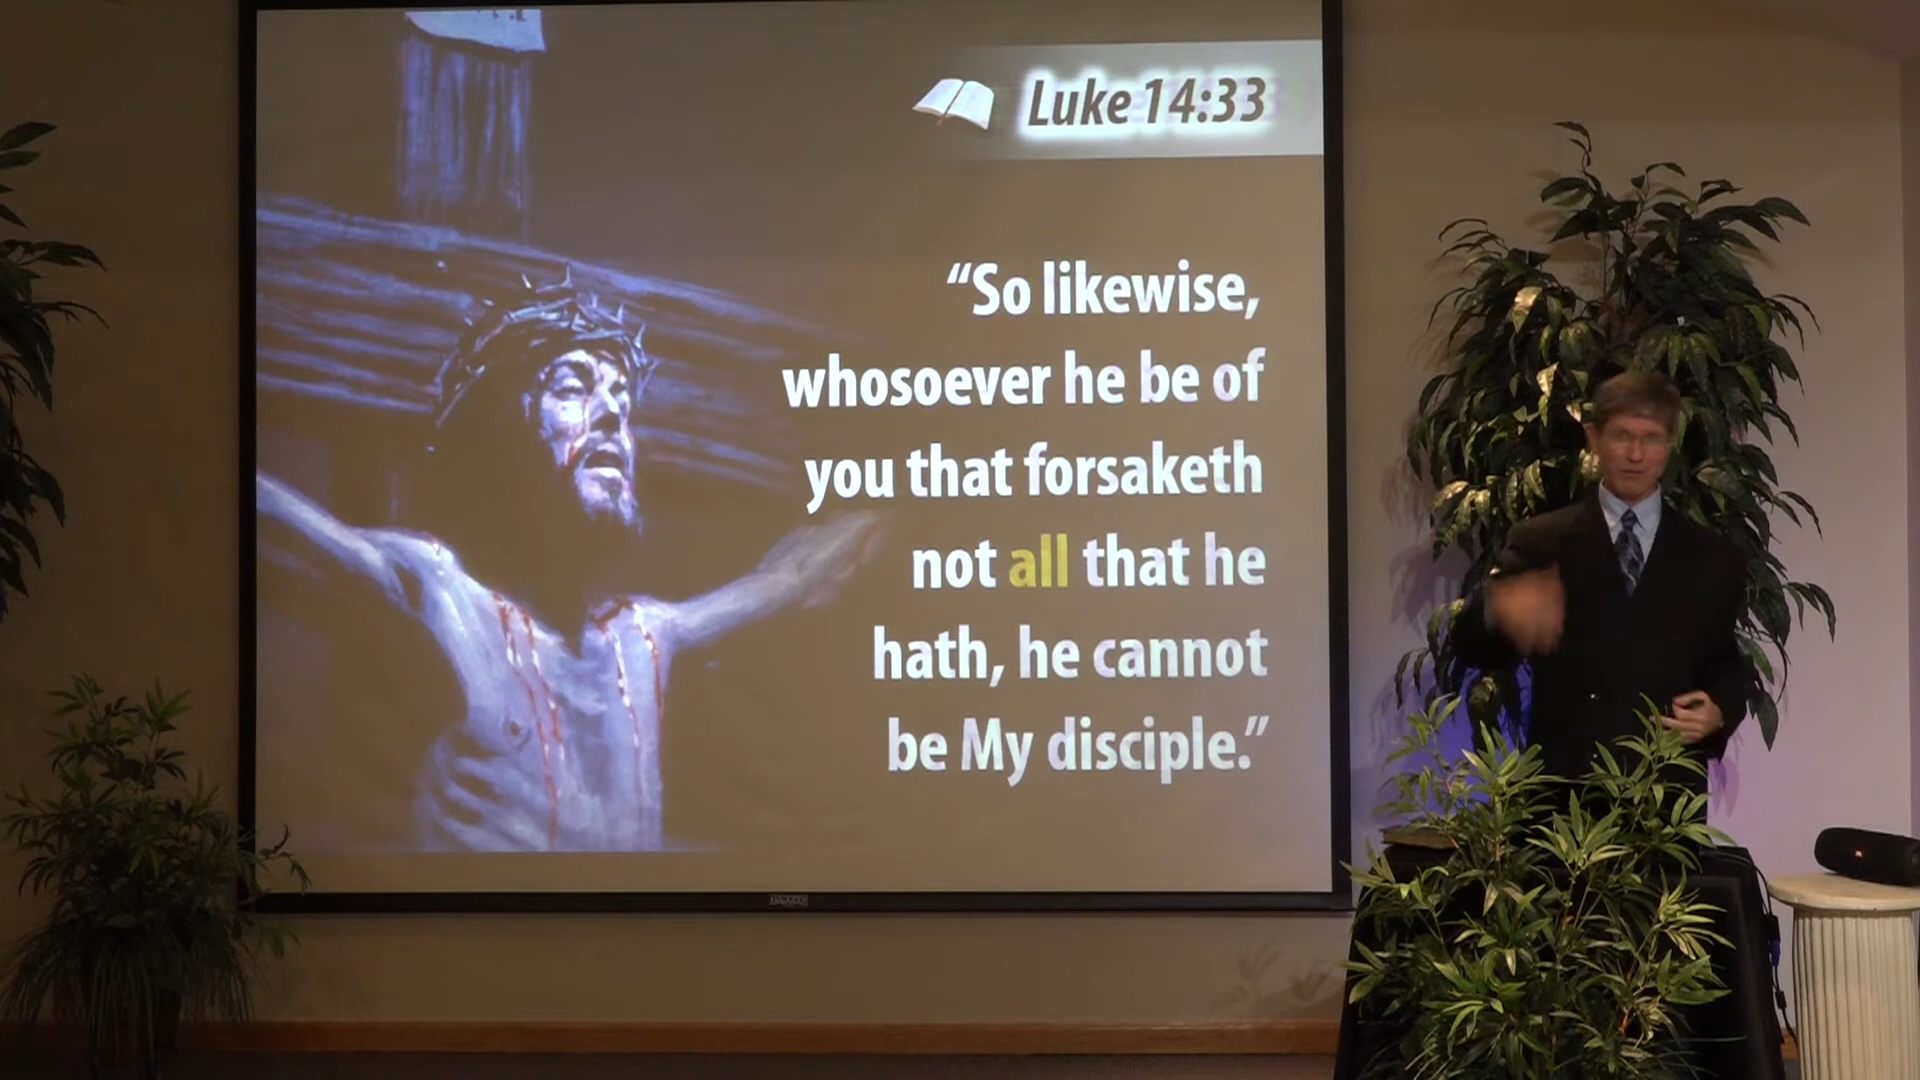 Luke 14:33
“So likewise,
whosoever he be of
you that forsaketh
not all that he
hath, he cannot
be My disciple.”
JBL